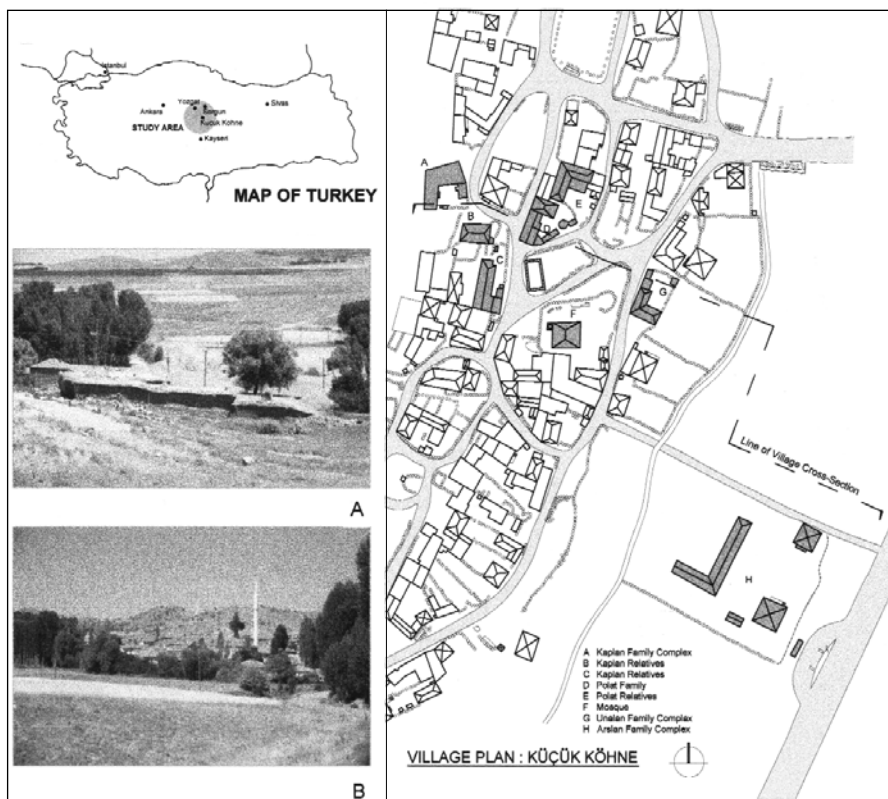 Istanbul
Ankara
Yozgat
Sorgun
Sivas
STUDY AREA
Küçük Köhne
Kayseri
MAP OF TURKEY
A
B
A
B
C
E
F
G
Line of Village Cross-Section
H
A Kaplan Family Complex
B Kaplan Relatives
C Kaplan Relatives
D Polat Family
E Polat Relatives
F Mosque
G Unalan Family Complax
H Arslan Family Complex
VILLAGE PLAN : KÜÇÜK KÖHNE